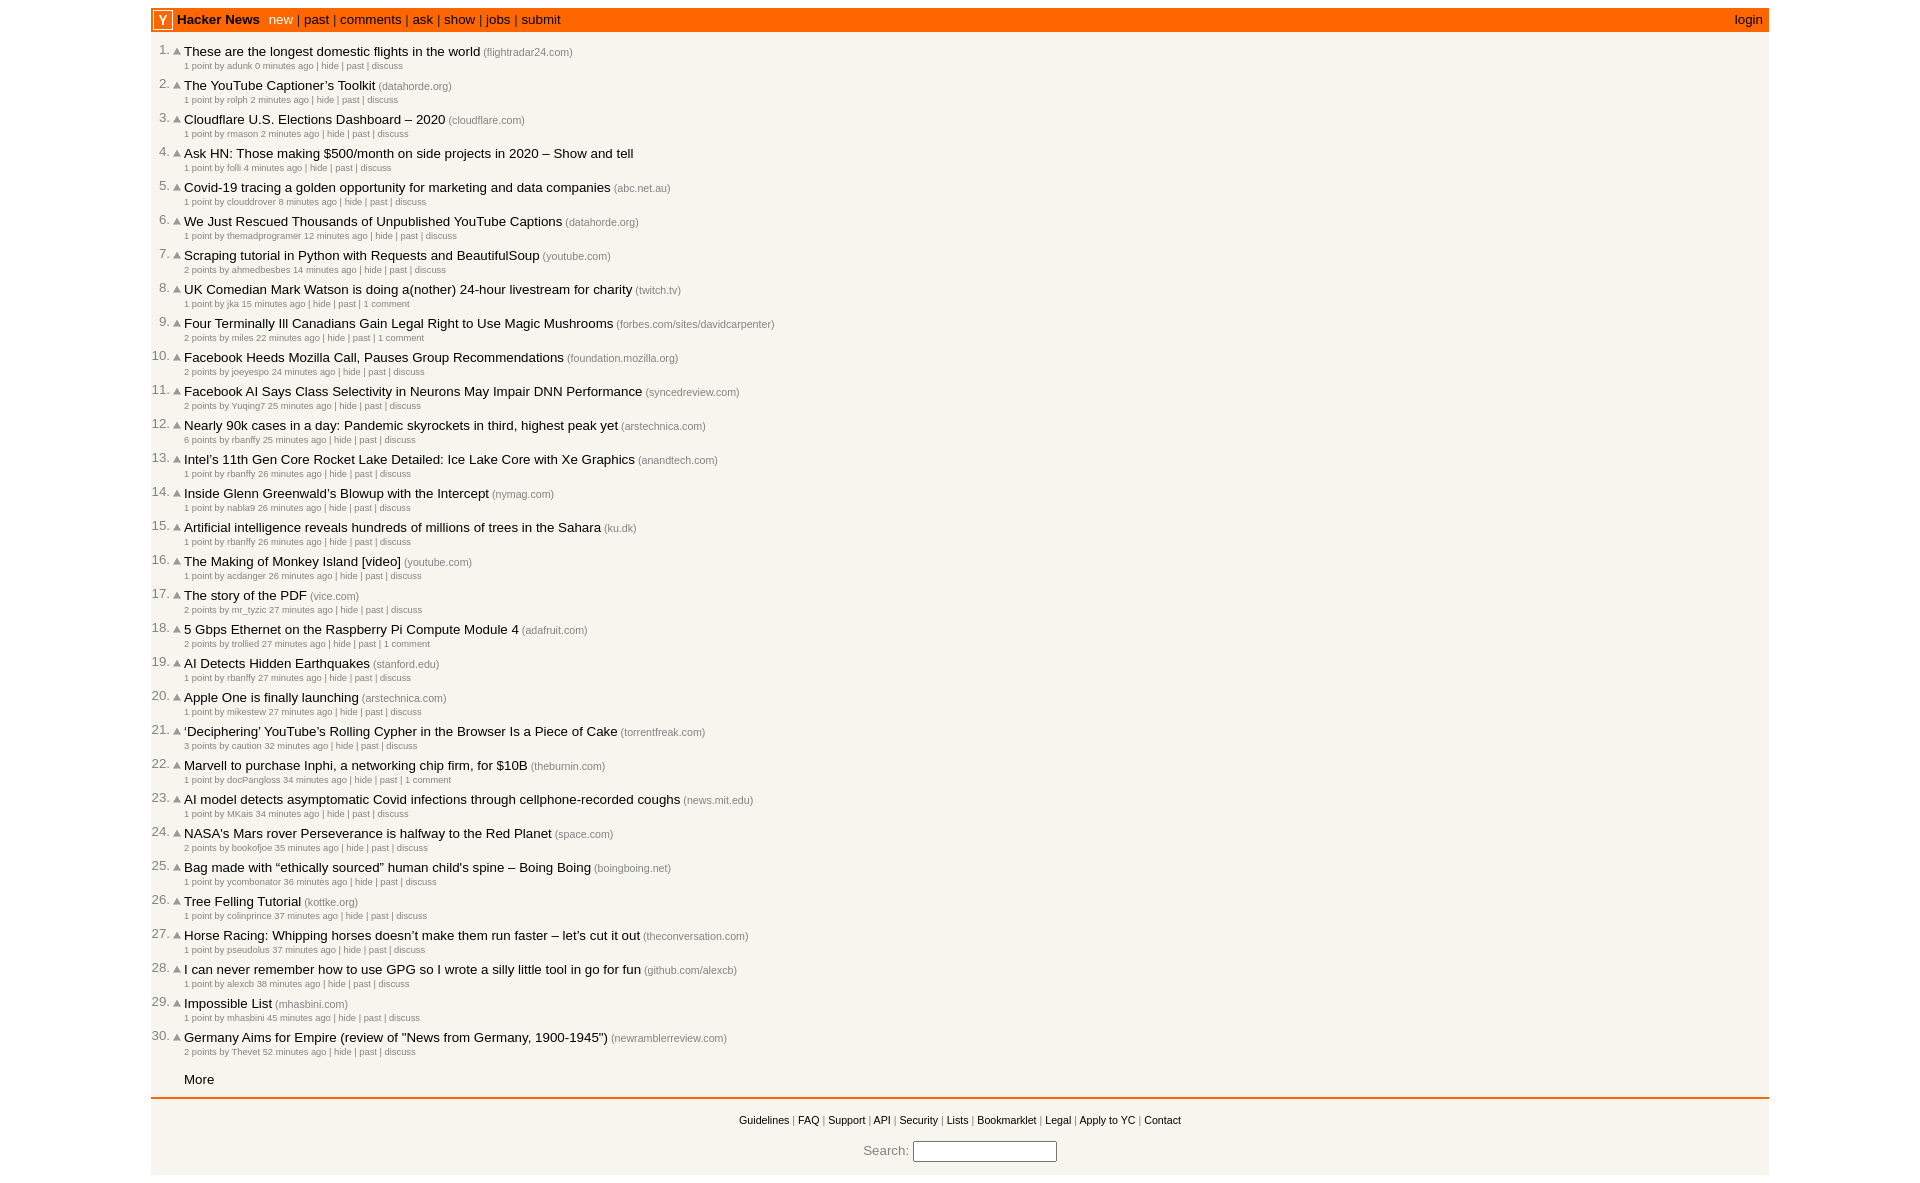 Y Hacker News new | past | comments | ask | show | jobs | submit login
1. These are the longest domestic flights in the world (flightradar24.com)
1 point by adunk 0 minutes ago | hide | past | discuss
2. The YouTube Captioner’s Toolkit (datahorde.org)
1 point by rolph 2 minutes ago | hide | past | discuss
3. Cloudflare U.S. Elections Dashboard – 2020 (cloudflare.com)
1 point by rmason 2 minutes ago | hide | past | discuss
4. Ask HN: Those making $500/month on side projects in 2020 – Show and tell
1 point by folli 4 minutes ago | hide | past | discuss
5. Covid-19 tracing a golden opportunity for marketing and data companies (abc.net.au)
1 point by clouddrover 8 minutes ago | hide | past | discuss
6. We Just Rescued Thousands of Unpublished YouTube Captions (datahorde.org)
1 point by themadprogramer 12 minutes ago | hide | past | discuss
7. Scraping tutorial in Python with Requests and BeautifulSoup (youtube.com)
2 points by ahmedbesbes 14 minutes ago | hide | past | discuss
8. UK Comedian Mark Watson is doing a(nother) 24-hour livestream for charity (twitch.tv)
1 point by jka 15 minutes ago | hide | past | 1 comment
9. Four Terminally Ill Canadians Gain Legal Right to Use Magic Mushrooms (forbes.com/sites/davidcarpenter)
2 points by miles 22 minutes ago | hide | past | 1 comment
10. Facebook Heeds Mozilla Call, Pauses Group Recommendations (foundation.mozilla.org)
2 points by joeyespo 24 minutes ago | hide | past | discuss
11. Facebook AI Says Class Selectivity in Neurons May Impair DNN Performance (syncedreview.com)
2 points by Yuqing7 25 minutes ago | hide | past | discuss
12. Nearly 90k cases in a day: Pandemic skyrockets in third, highest peak yet (arstechnica.com)
6 points by rbanffy 25 minutes ago | hide | past | discuss
13. Intel’s 11th Gen Core Rocket Lake Detailed: Ice Lake Core with Xe Graphics (anandtech.com)
1 point by rbanffy 26 minutes ago | hide | past | discuss
14. Inside Glenn Greenwald’s Blowup with the Intercept (nymag.com)
1 point by nabla9 26 minutes ago | hide | past | discuss
15. Artificial intelligence reveals hundreds of millions of trees in the Sahara (ku.dk)
1 point by rbanffy 26 minutes ago | hide | past | discuss
16. The Making of Monkey Island [video] (youtube.com)
1 point by acdanger 26 minutes ago | hide | past | discuss
17. The story of the PDF (vice.com)
2 points by mr_tyzic 27 minutes ago | hide | past | discuss
18. 5 Gbps Ethernet on the Raspberry Pi Compute Module 4 (adafruit.com)
2 points by trollied 27 minutes ago | hide | past | 1 comment
19. AI Detects Hidden Earthquakes (stanford.edu)
1 point by rbanffy 27 minutes ago | hide | past | discuss
20. Apple One is finally launching (arstechnica.com)
1 point by mikestew 27 minutes ago | hide | past | discuss
21. ‘Deciphering’ YouTube’s Rolling Cypher in the Browser Is a Piece of Cake (torrentfreak.com)
3 points by caution 32 minutes ago | hide | past | discuss
22. Marvell to purchase Inphi, a networking chip firm, for $10B (theburnin.com)
1 point by docPangloss 34 minutes ago | hide | past | 1 comment
23. AI model detects asymptomatic Covid infections through cellphone-recorded coughs (news.mit.edu)
1 point by MKais 34 minutes ago | hide | past | discuss
24. NASA's Mars rover Perseverance is halfway to the Red Planet (space.com)
2 points by bookofjoe 35 minutes ago | hide | past | discuss
25. Bag made with “ethically sourced” human child's spine – Boing Boing (boingboing.net)
1 point by ycombonator 36 minutes ago | hide | past | discuss
26. Tree Felling Tutorial (kottke.org)
1 point by colinprince 37 minutes ago | hide | past | discuss
27. Horse Racing: Whipping horses doesn’t make them run faster – let’s cut it out (theconversation.com)
1 point by pseudolus 37 minutes ago | hide | past | discuss
28. I can never remember how to use GPG so I wrote a silly little tool in go for fun (github.com/alexcb)
1 point by alexcb 38 minutes ago | hide | past | discuss
29. Impossible List (mhasbini.com)
1 point by mhasbini 45 minutes ago | hide | past | discuss
30. Germany Aims for Empire (review of "News from Germany, 1900-1945") (newramblerreview.com)
2 points by Thevet 52 minutes ago | hide | past | discuss
More
Guidelines | FAQ | Support | API | Security | Lists | Bookmarklet | Legal | Apply to YC | Contact
Search: